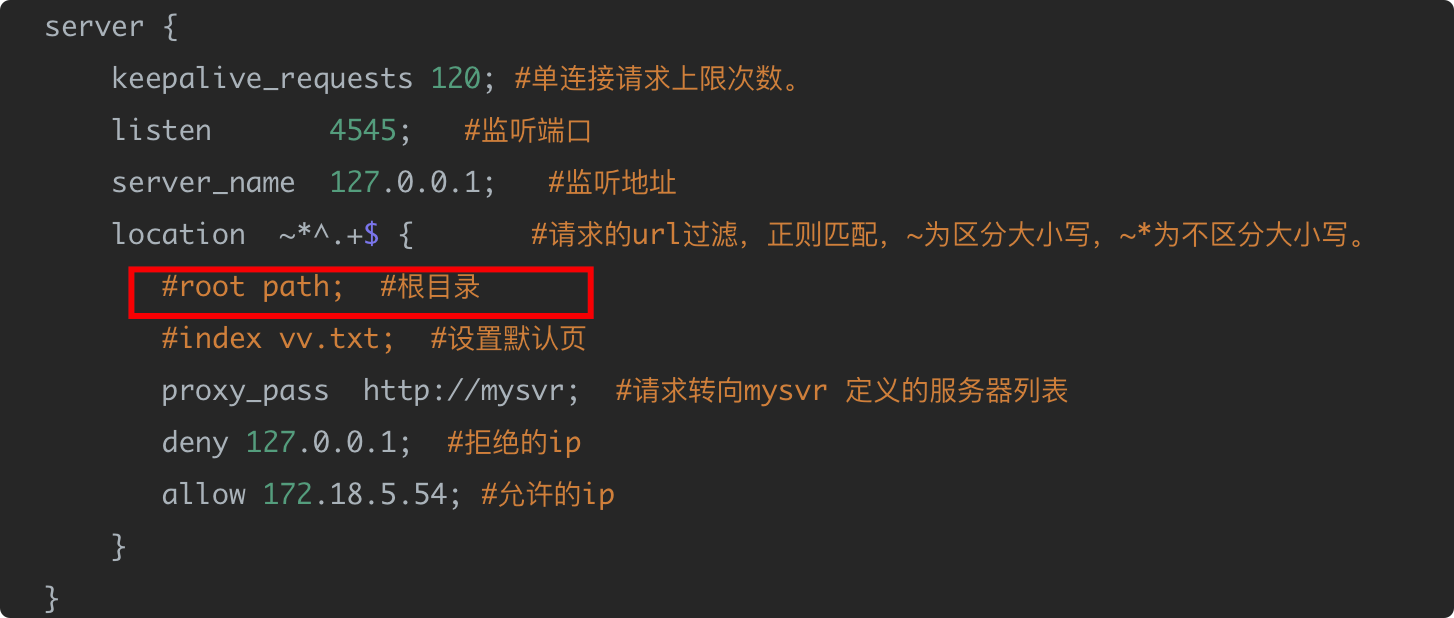 server {
    keepalive_requests 120; #单连接请求上限次数。
    listen       4545;   #监听端口
    server_name  127.0.0.1;   #监听地址
    location  ~*^.+$ {       #请求的url过滤，正则匹配，~为区分大小写，~*为不区分大小写。
       #root path;  #根目录
       #index vv.txt;  #设置默认页
       proxy_pass  http://mysvr;  #请求转向mysvr 定义的服务器列表
       deny 127.0.0.1;  #拒绝的ip
       allow 172.18.5.54; #允许的ip
    }
}